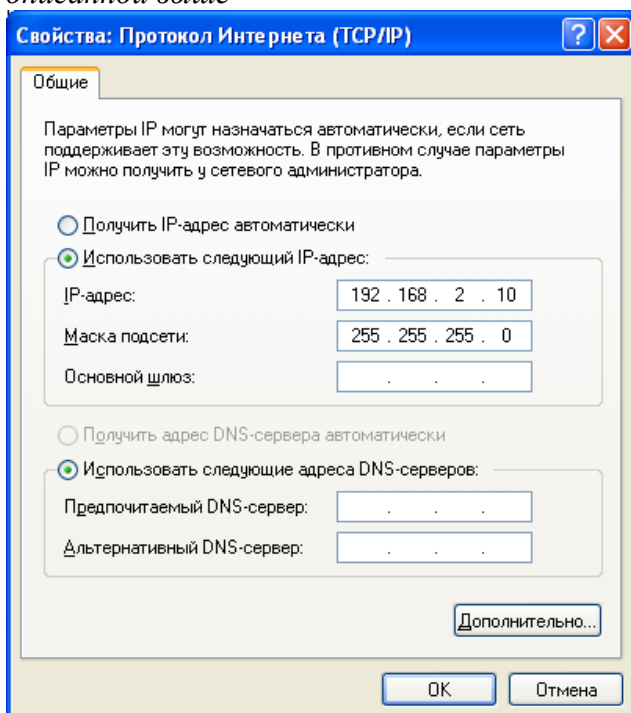 описанной выше
Свойства: Протокол Интернета (TCP/IP)
Общие
Параметры IP могут назначаться автоматически, если сеть
поддерживает эту возможность. В противном случае параметры
IP можно получить у сетевого администратора.
Получить IP-адрес автоматически
Использовать следующий IP-адрес:
IP-адрес: 192 . 168 . 2 . 10
Маска подсети: 255 . 255 . 255 . 0
Основной шлюз: . . .
Получить адрес DNS-сервера автоматически
Использовать следующие адреса DNS-серверов:
Предпочитаемый DNS-сервер: . . .
Альтернативный DNS-сервер: . . .
Дополнительно...
OK Отмена